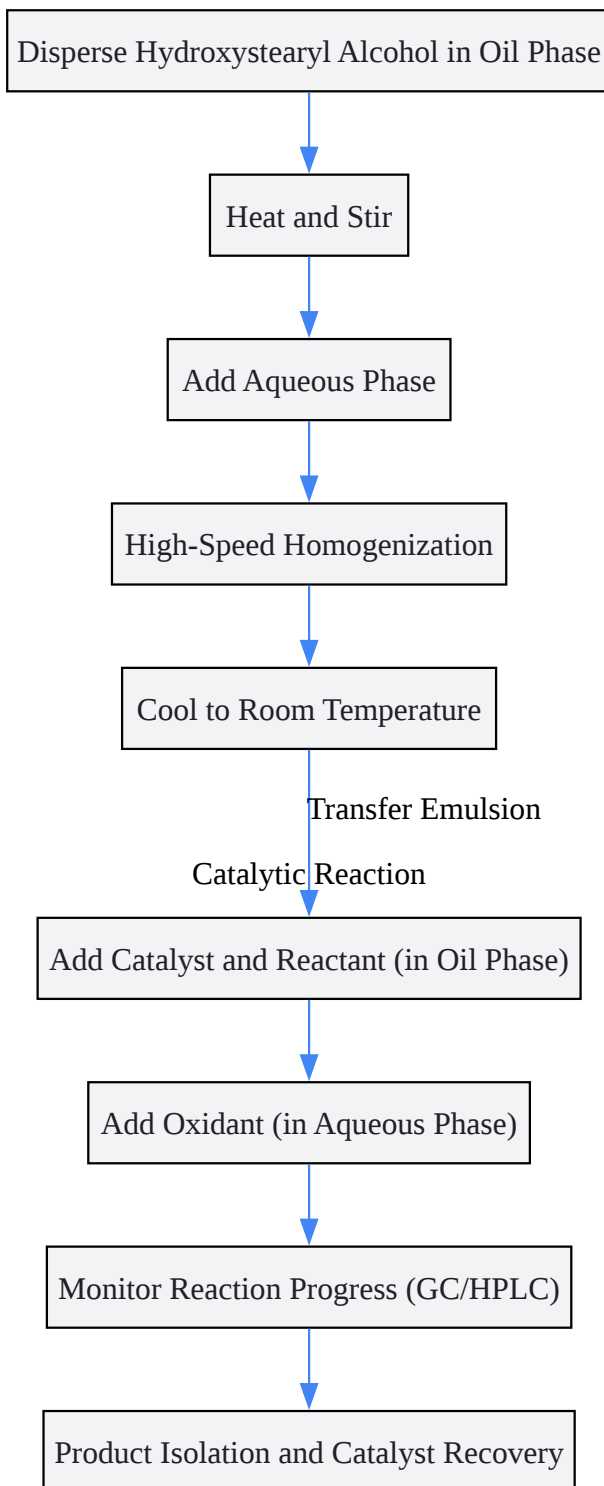 Disperse Hydroxystearyl Alcohol in Oil Phase
Heat and Stir
Add Aqueous Phase
High-Speed Homogenization
Cool to Room Temperature
Transfer Emulsion
Catalytic Reaction
Add Catalyst and Reactant (in Oil Phase)
Add Oxidant (in Aqueous Phase)
Monitor Reaction Progress (GC/HPLC)
Product Isolation and Catalyst Recovery